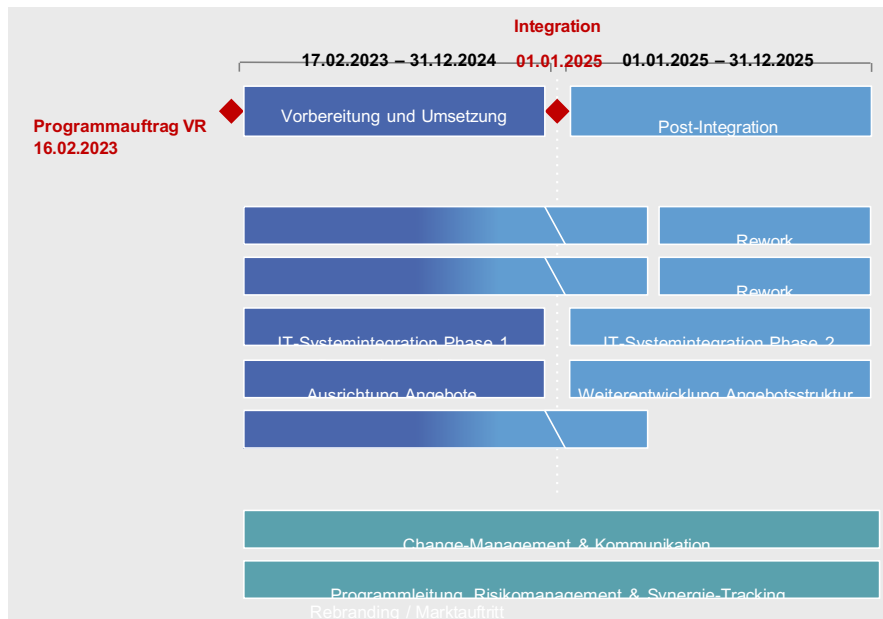 Integration
17.02.2023 – 31.12.2024
01.01.2025
01.01.2025 – 31.12.2025
Programmauftrag VR
16.02.2023
Vorbereitung und Umsetzung
Post-Integration
Rework
Rework
IT-Systemintegration Phase 1
IT-Systemintegration Phase 2
Ausrichtung Angebote
Weiterentwicklung Angebotsstruktur
Change-Management & Kommunikation
Programmleitung, Risikomanagement & Synergie-Tracking
Rebranding / Marktauftritt